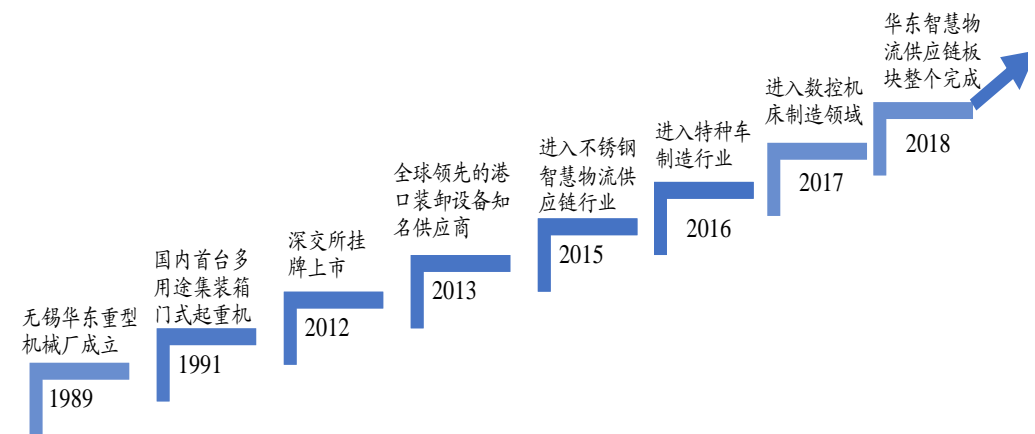 无锡华东重型
机械厂成立
1989
国内首台多
用途集装箱
门式起重机
1991
深交所挂
牌上市
2012
全球领先的港
口装卸设备知
名供应商
2013
进入不锈钢
智慧物流供
应链行业
2015
进入特种车
制造行业
2016
进入数控机
床制造领域
2017
华东智慧物
流供应链板
块整个完成
2018